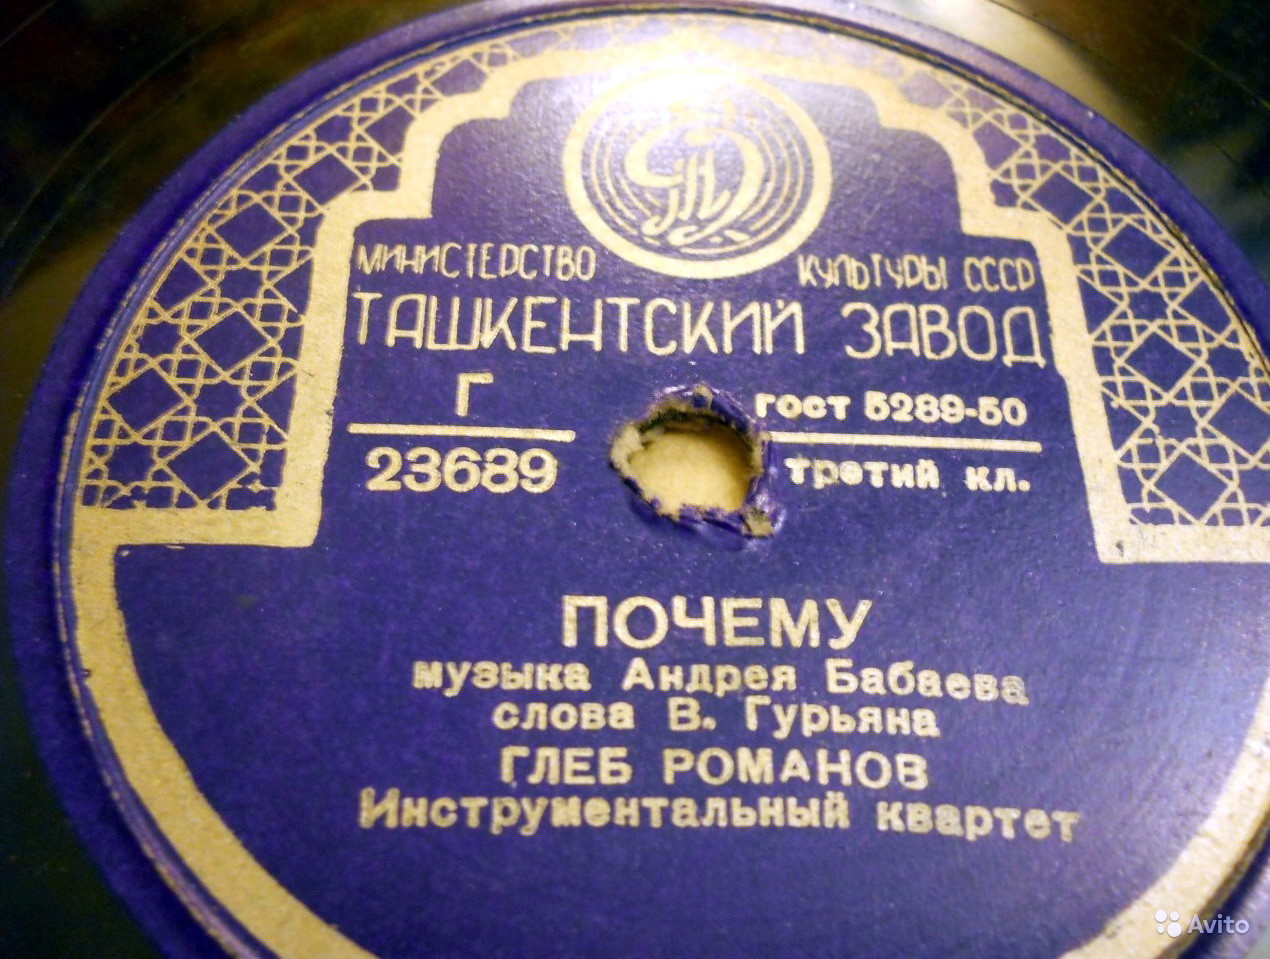 МИНИСТЕРСТВО КУЛЬТУРЫ СССР
ТАШКЕНТСКИЙ ЗАВОД
Г ГОСТ 5289-50
23689 третий кл.
ПОЧЕМУ
музыка Андрея Бабаева
слова В. Гурьяна
ГЛЕБ РОМАНОВ
Инструментальный квартет
Avito